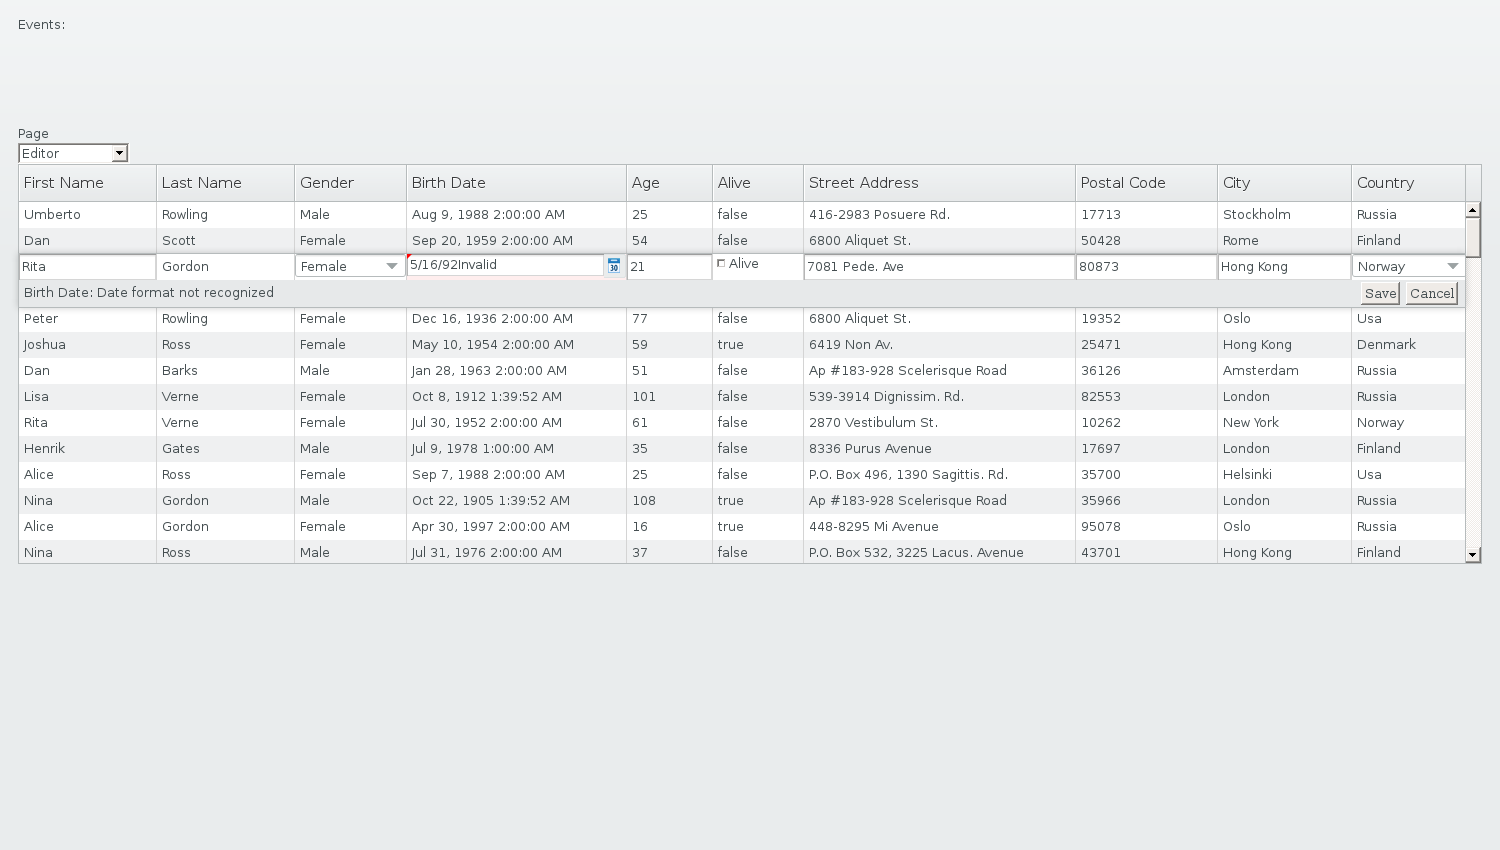 Events:
Page
Editor
First Name Last Name Gender Birth Date Age Alive Street Address Postal Code City Country
Umberto Rowling Male Aug 9, 1988 2:00:00 AM 25 false 416-2983 Posuere Rd. 17713 Stockholm Russia
Dan Scott Female Sep 20, 1959 2:00:00 AM 54 false 6800 Aliquet St. 50428 Rome Finland
Rita Gordon Female 5/16/92Invalid 30 21 Alive 7081 Pede. Ave 80873 Hong Kong Norway
Birth Date: Date format not recognized Save Cancel
Peter Rowling Female Dec 16, 1936 2:00:00 AM 77 false 6800 Aliquet St. 19352 Oslo Usa
Joshua Ross Female May 10, 1954 2:00:00 AM 59 true 6419 Non Av. 25471 Hong Kong Denmark
Dan Barks Male Jan 28, 1963 2:00:00 AM 51 false Ap #183-928 Scelerisque Road 36126 Amsterdam Russia
Lisa Verne Female Oct 8, 1912 1:39:52 AM 101 false 539-3914 Dignissim. Rd. 82553 London Russia
Rita Verne Female Jul 30, 1952 2:00:00 AM 61 false 2870 Vestibulum St. 10262 New York Norway
Henrik Gates Male Jul 9, 1978 1:00:00 AM 35 false 8336 Purus Avenue 17697 London Finland
Alice Ross Female Sep 7, 1988 2:00:00 AM 25 false P.O. Box 496, 1390 Sagittis. Rd. 35700 Helsinki Usa
Nina Gordon Male Oct 22, 1905 1:39:52 AM 108 true Ap #183-928 Scelerisque Road 35966 London Russia
Alice Gordon Female Apr 30, 1997 2:00:00 AM 16 true 448-8295 Mi Avenue 95078 Oslo Russia
Nina Ross Male Jul 31, 1976 2:00:00 AM 37 false P.O. Box 532, 3225 Lacus. Avenue 43701 Hong Kong Finland